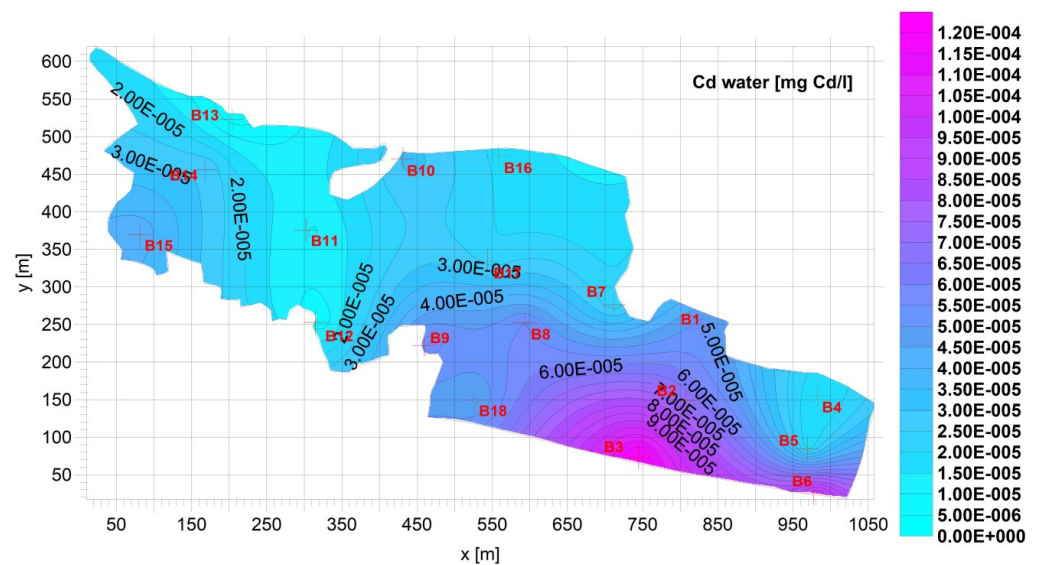 Cd water [mg Cd/l]
1.20E-004
1.15E-004
1.10E-004
1.05E-004
1.00E-004
9.50E-005
9.00E-005
8.50E-005
8.00E-005
7.50E-005
7.00E-005
6.50E-005
6.00E-005
5.50E-005
5.00E-005
4.50E-005
4.00E-005
3.50E-005
3.00E-005
2.50E-005
2.00E-005
1.50E-005
1.00E-005
5.00E-006
0.00E+000
y [m]
600
550
500
450
400
350
300
250
200
150
100
50
2.00E-005
B13
3.00E-005
B14
2.00E-005
B15
B11
B10
B16
2.00E-005
B12
3.00E-005
3.00E-005
B17
4.00E-005
B7
B9
B8
B1
5.00E-005
6.00E-005
6.00E-005
B2
7.00E-005
8.00E-005
9.00E-005
B18
B3
B4
B5
B6
50
150
250
350
450
550
650
750
850
950
1050
x [m]